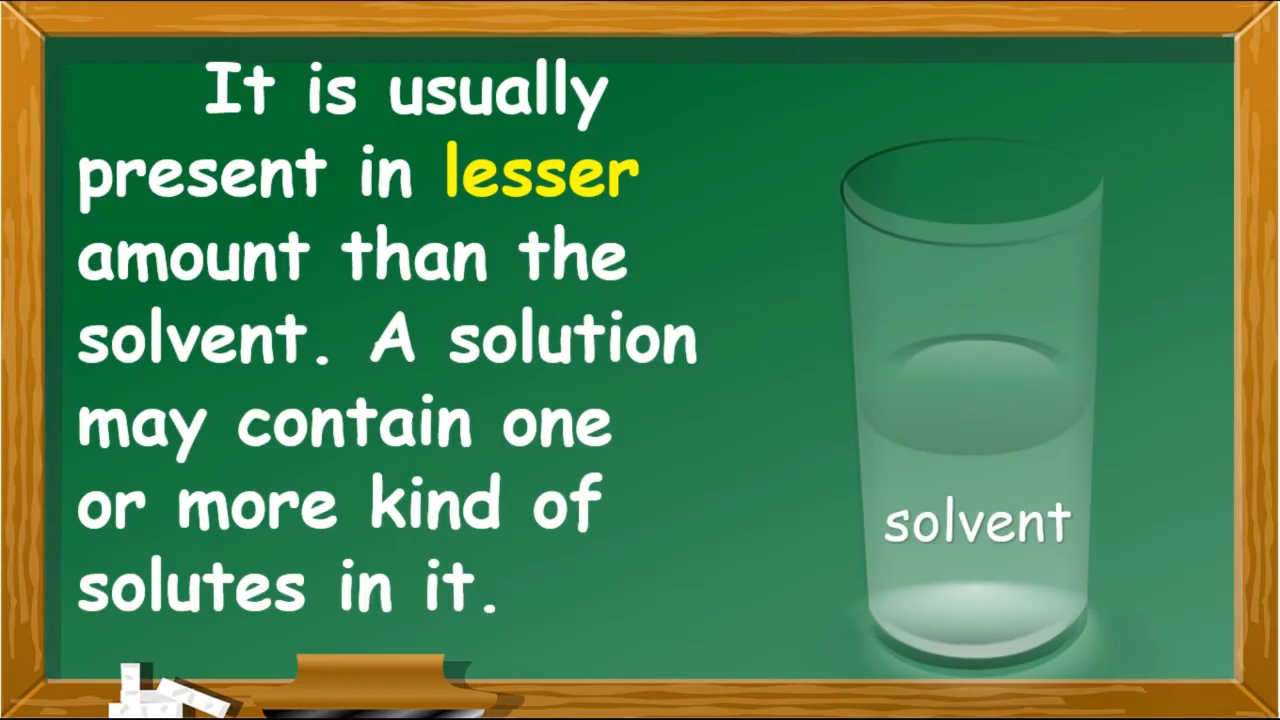 It is usually
present in lesser
amount than the
solvent. A solution
may contain one
or more kind of
solutes in it.
solvent